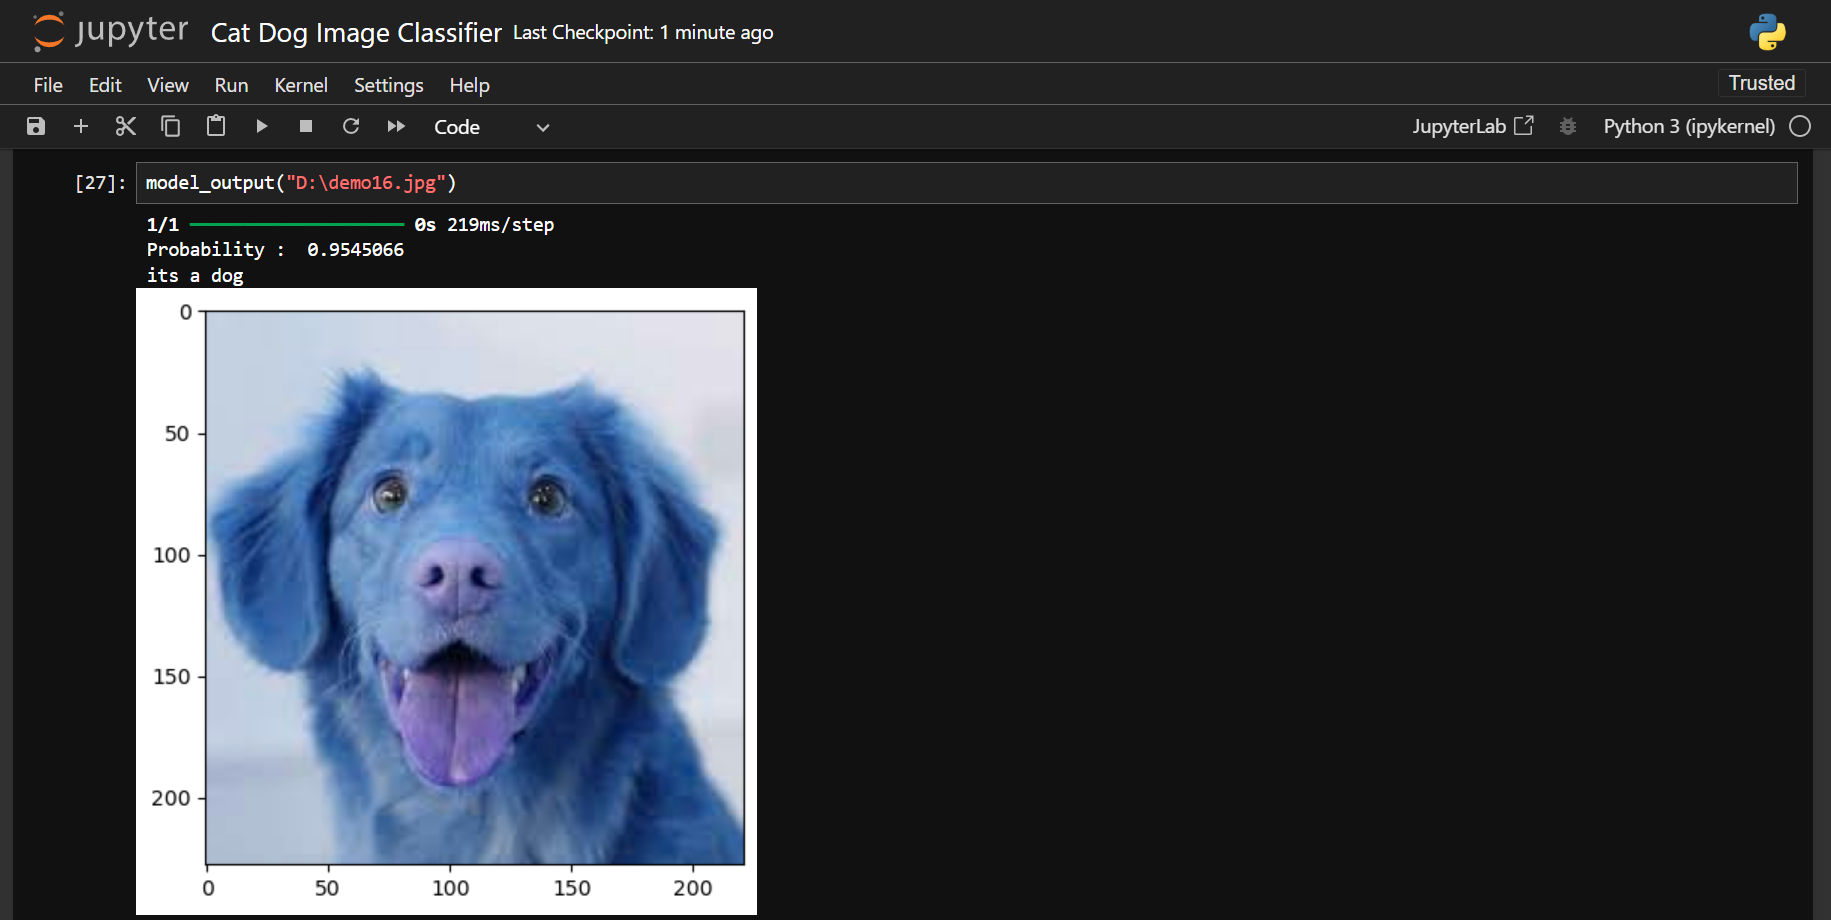 jupyter Cat Dog Image Classifier Last Checkpoint: 1 minute ago
File Edit View Run Kernel Settings Help Trusted
Code JupyterLab Python 3 (ipykernel)
[27]: model_output("D:\demo16.jpg")
1/1 0s 219ms/step
Probability : 0.9545066
its a dog
0
50
100
150
200
0 50 100 150 200